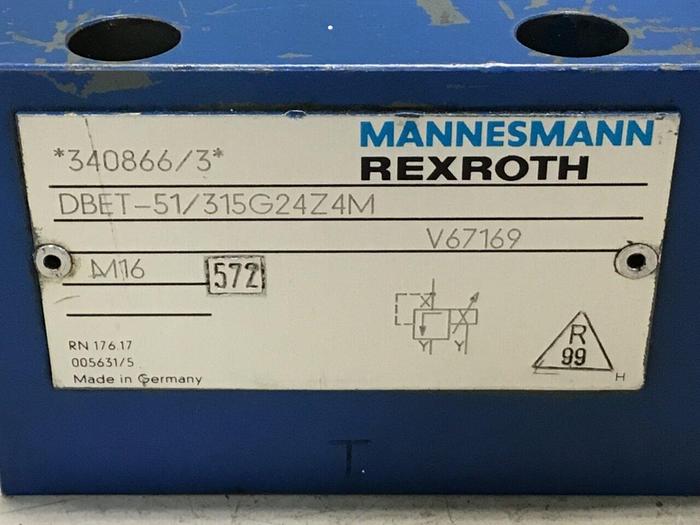 MANNESMANN
REXROTH
*340866/3*
DBET-51/315G24Z4M
V67169
M16 572
X
Y Y
R
99
RN 176.17
005631/5
Made in Germany
H
T